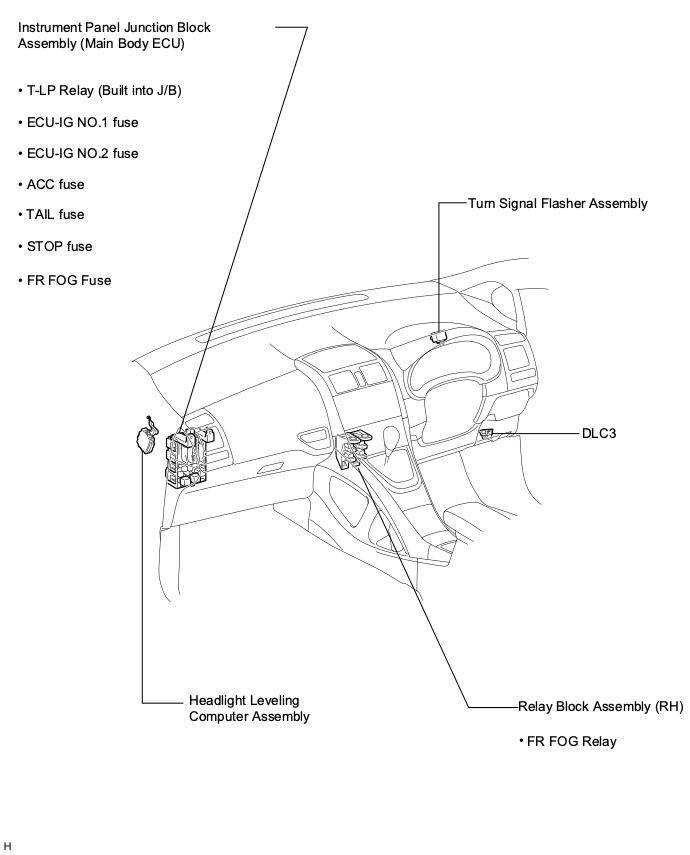 Instrument Panel Junction Block
Assembly (Main Body ECU)
• T-LP Relay (Built into J/B)
• ECU-IG NO.1 fuse
• ECU-IG NO.2 fuse
• ACC fuse
• TAIL fuse
• STOP fuse
• FR FOG Fuse
Turn Signal Flasher Assembly
DLC3
Headlight Leveling
Computer Assembly
Relay Block Assembly (RH)
• FR FOG Relay
H